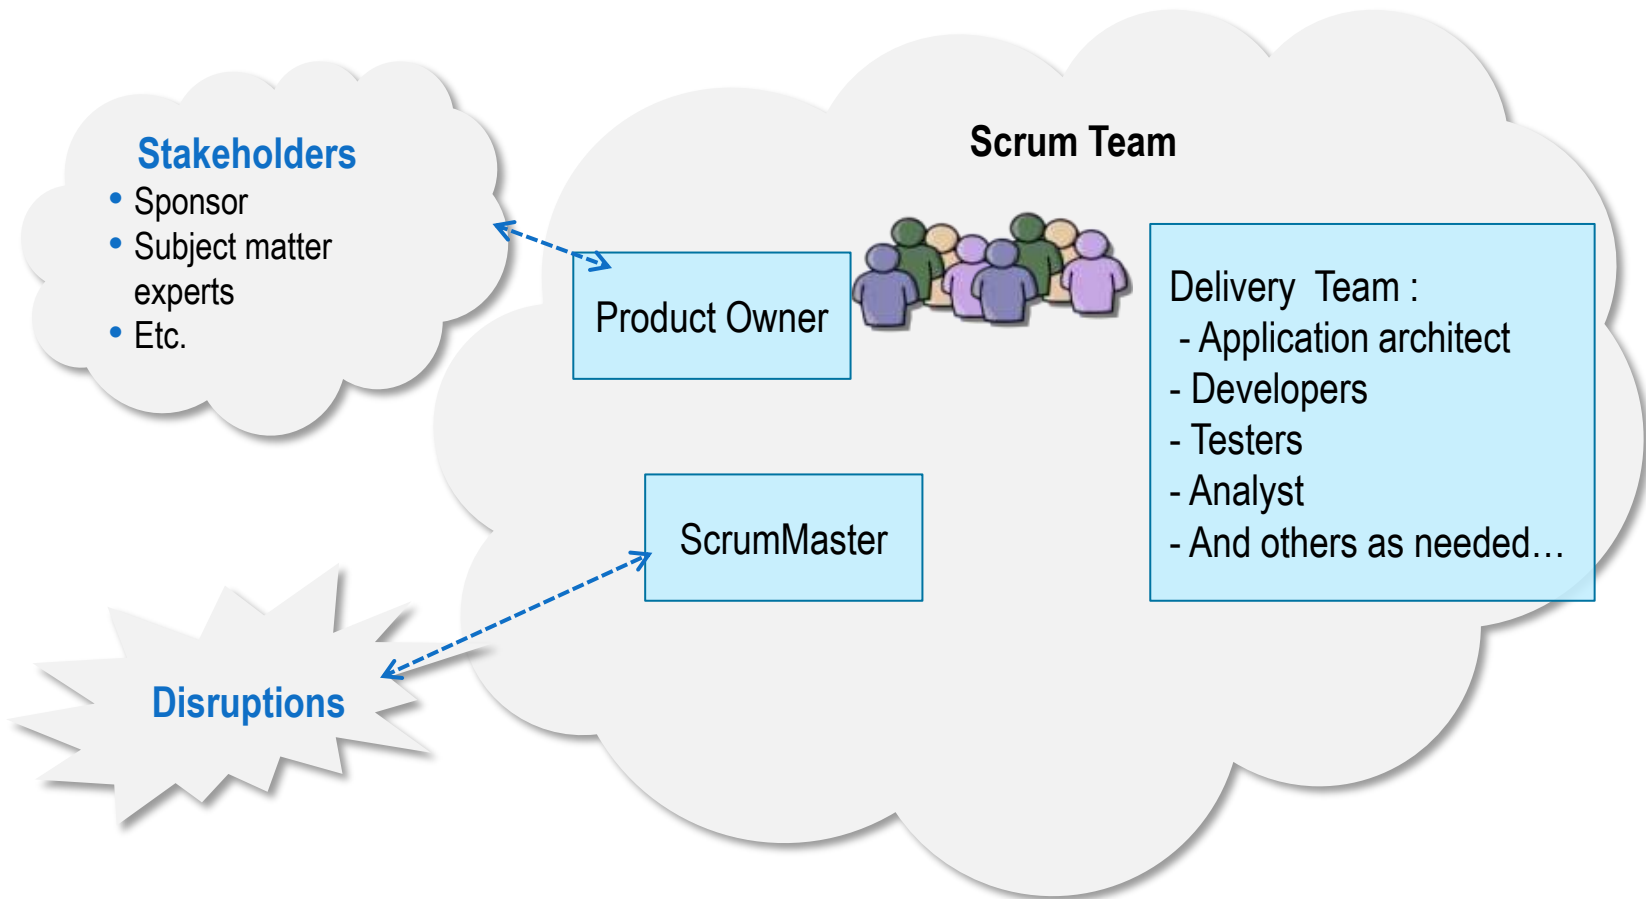 Scrum Team
Stakeholders
• Sponsor
• Subject matter
experts
• Etc.
Product Owner
Delivery Team :
- Application architect
- Developers
- Testers
- Analyst
- And others as needed…
ScrumMaster
Disruptions